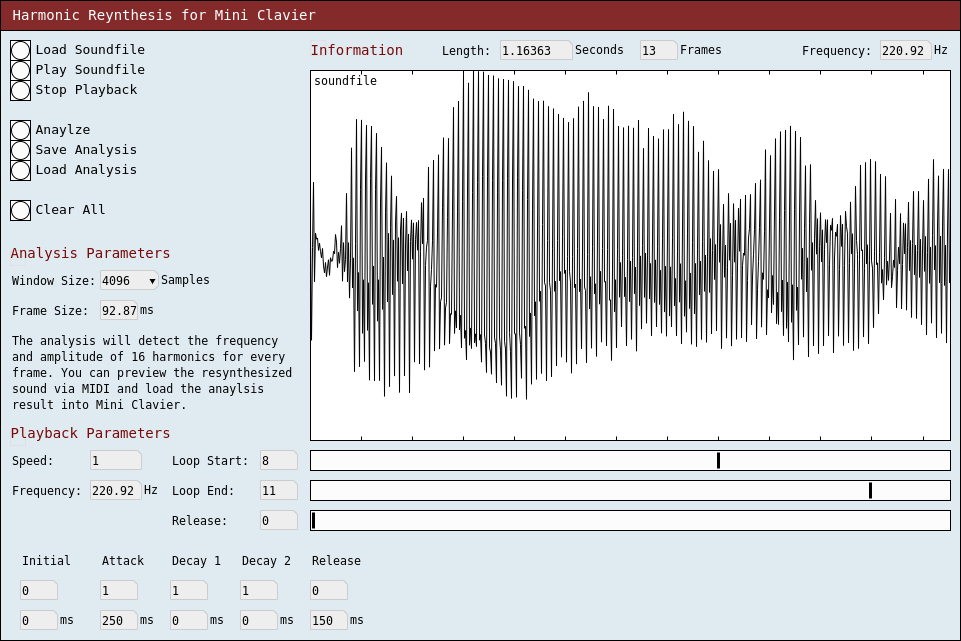 Harmonic Reynthesis for Mini Clavier
Load Soundfile
Play Soundfile
Stop Playback
Anaylze
Save Analysis
Load Analysis
Clear All
Analysis Parameters
Window Size: 4096 ▾ Samples
Frame Size: 92.87 ms
The analysis will detect the frequency
and amplitude of 16 harmonics for every
frame. You can preview the resynthesized
sound via MIDI and load the anaylsis
result into Mini Clavier.
Information Length: 1.16363 Seconds 13 Frames Frequency: 220.92 Hz
soundfile
Playback Parameters
Speed: 1 Loop Start: 8
Frequency: 220.92 Hz Loop End: 11
Release: 0
Initial Attack Decay 1 Decay 2 Release
0 1 1 1 0
0 ms 250 ms 0 ms 0 ms 150 ms